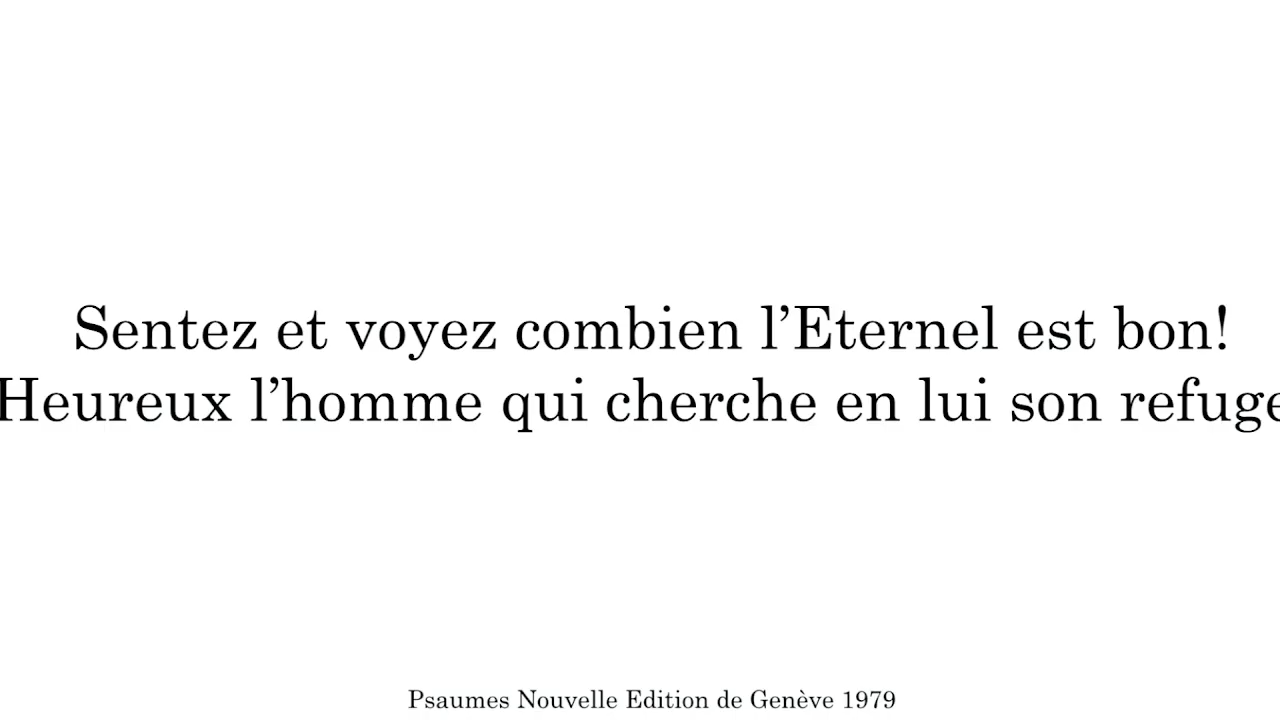 Sentez et voyez combien l’Eternel est bon!
Heureux l’homme qui cherche en lui son refuge
Psaumes Nouvelle Edition de Genève 1979